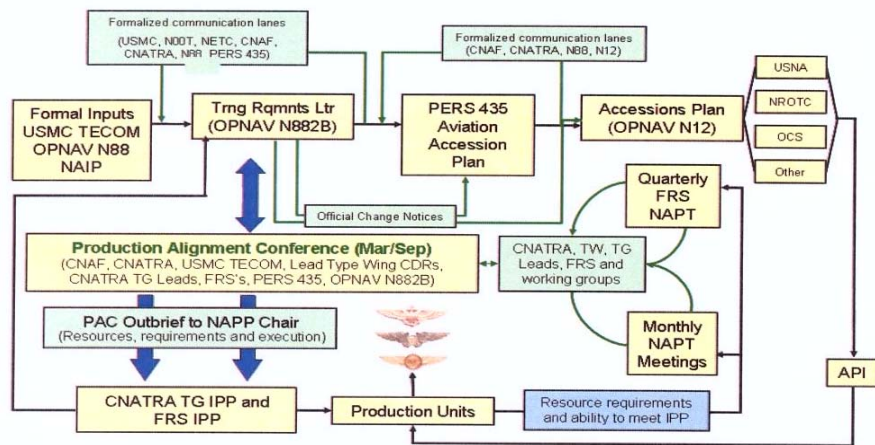 Formalized communication lanes
(USMC, N00T, NETC, CNAF,
CNATRA, N88, PERS 435)
Formalized communication lanes
(CNAF, CNATRA, N88, N12)
Formal Inputs
USMC TECOM
OPNAV N88
NAIP
Trng Rqmnts Ltr
(OPNAV N882B)
PERS 435
Aviation
Accession
Plan
Accessions Plan
(OPNAV N12)
USNA
NROTC
OCS
Other
Official Change Notices
Quarterly
FRS
NAPT
Production Alignment Conference (Mar/Sep)
(CNAF, CNATRA, USMC TECOM, Lead Type Wing CDRs,
CNATRA TG Leads, FRS's, PERS 435, OPNAV N882B)
CNATRA, TW, TG
Leads, FRS and
working groups
PAC Outbrief to NAPP Chair
(Resources, requirements and execution)
Monthly
NAPT
Meetings
API
CNATRA TG IPP and
FRS IPP
Production Units
Resource requirements
and ability to meet IPP